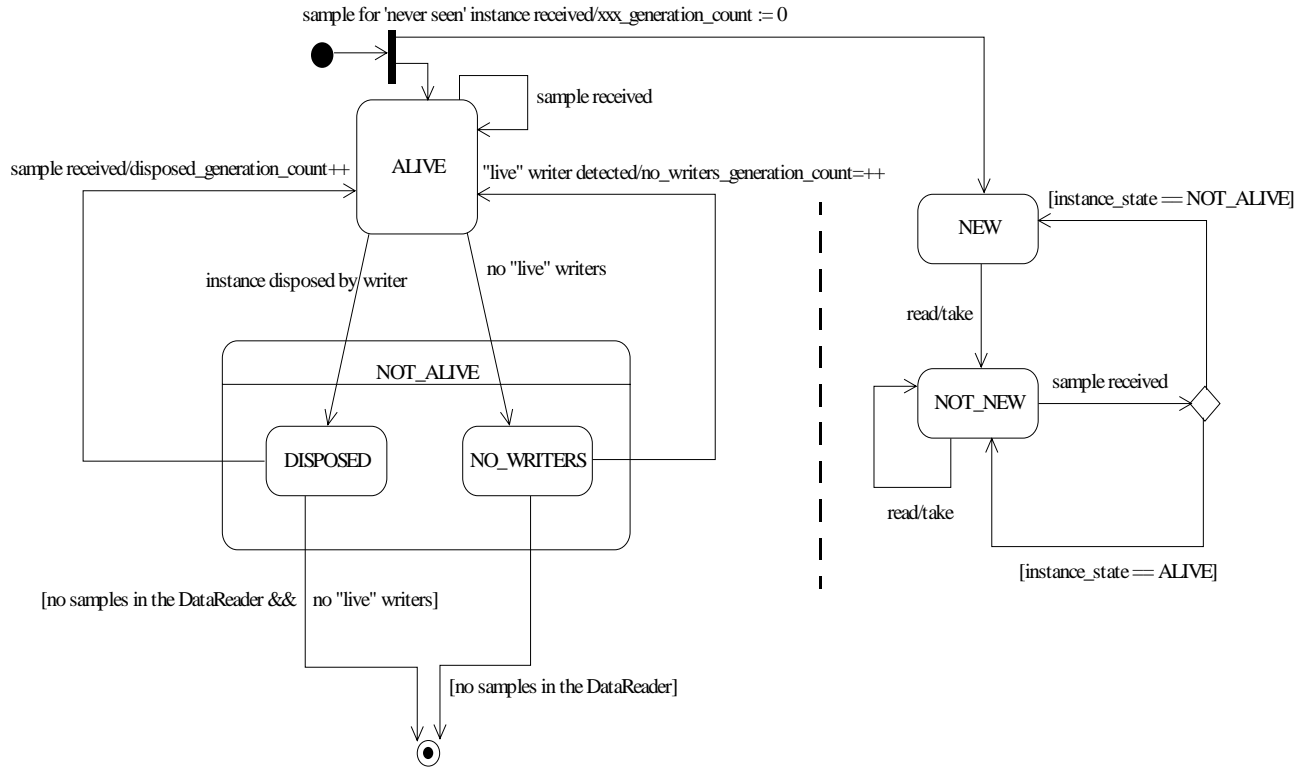 sample for 'never seen' instance received/xxx_generation_count := 0
sample received
ALIVE
sample received/disposed_generation_count++
"live" writer detected/no_writers_generation_count=++
[instance_state == NOT_ALIVE]
NEW
instance disposed by writer
no "live" writers
read/take
NOT_ALIVE
sample received
NOT_NEW
DISPOSED
NO_WRITERS
read/take
[instance_state == ALIVE]
[no samples in the DataReader && no "live" writers]
[no samples in the DataReader]